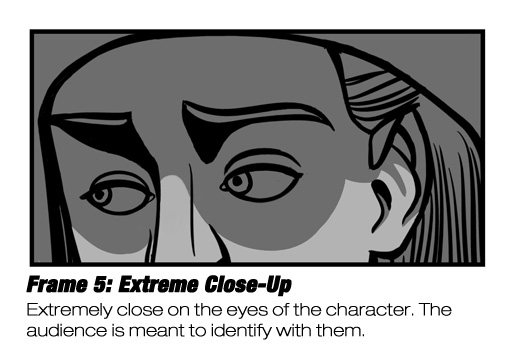 Frame 5: Extreme Close-Up
Extremely close on the eyes of the character. The
audience is meant to identify with them.